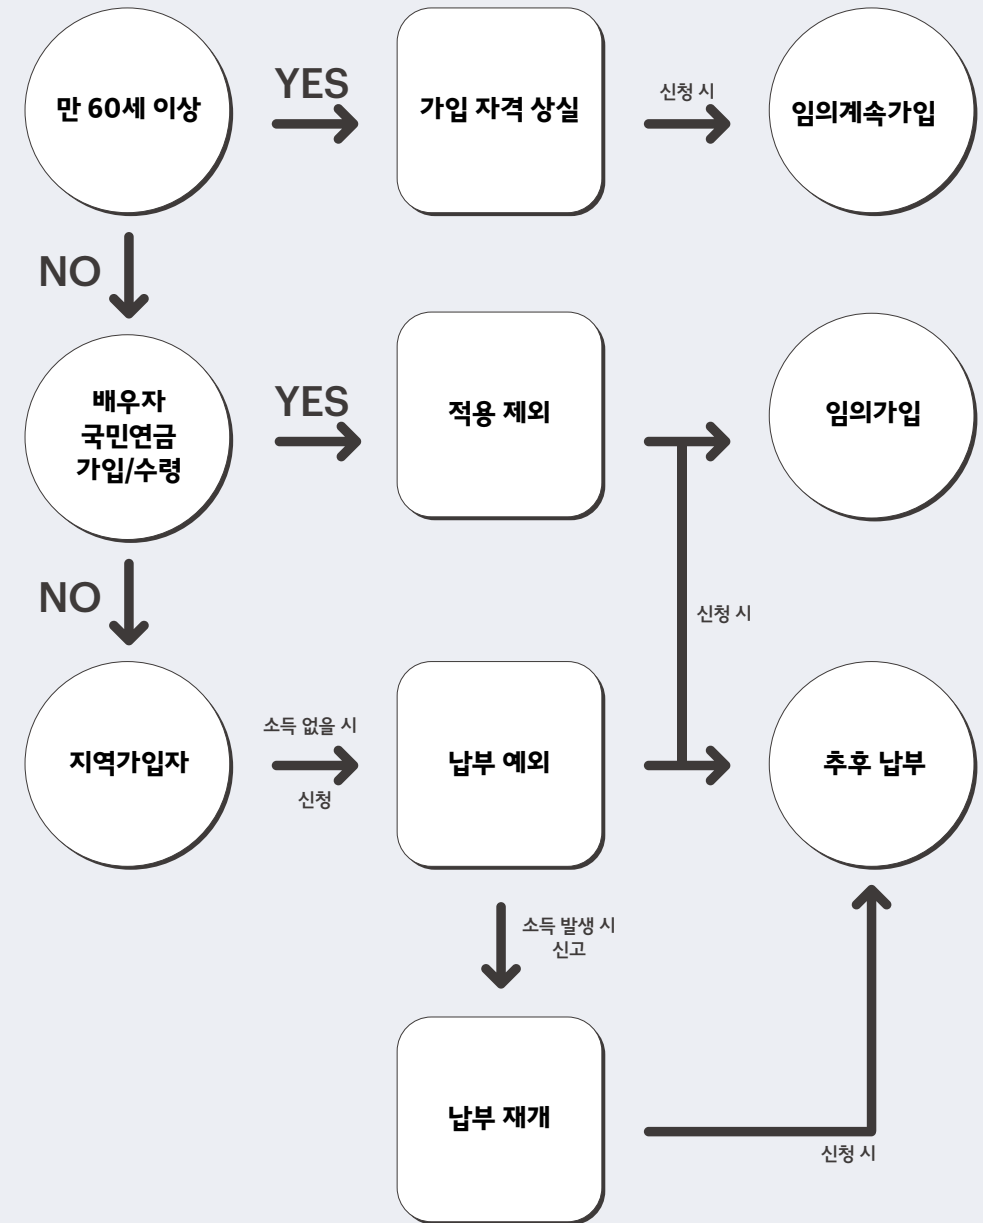 만 60세 이상
YES
가입 자격 상실
신청 시
임의계속가입
NO
배우자
국민연금
가입/수령
YES
적용 제외
임의가입
NO
신청 시
지역가입자
소득 없을 시
신청
납부 예외
추후 납부
소득 발생 시
신고
납부 재개
신청 시